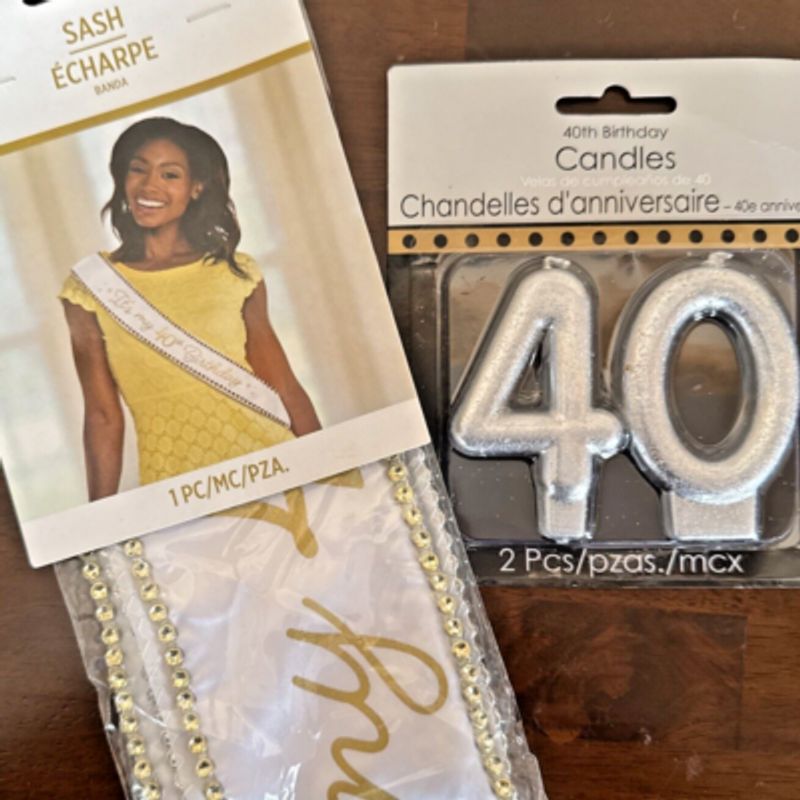 SASH
ÉCHARPE
BANDA
It's my 40th Birthday
1 PC/MC/PZA.
my
40th Birthday
Candles
Velas de cumpleaños de 40
Chandelles d'anniversaire – 40e annive
40
2 Pcs/pzas./mcx